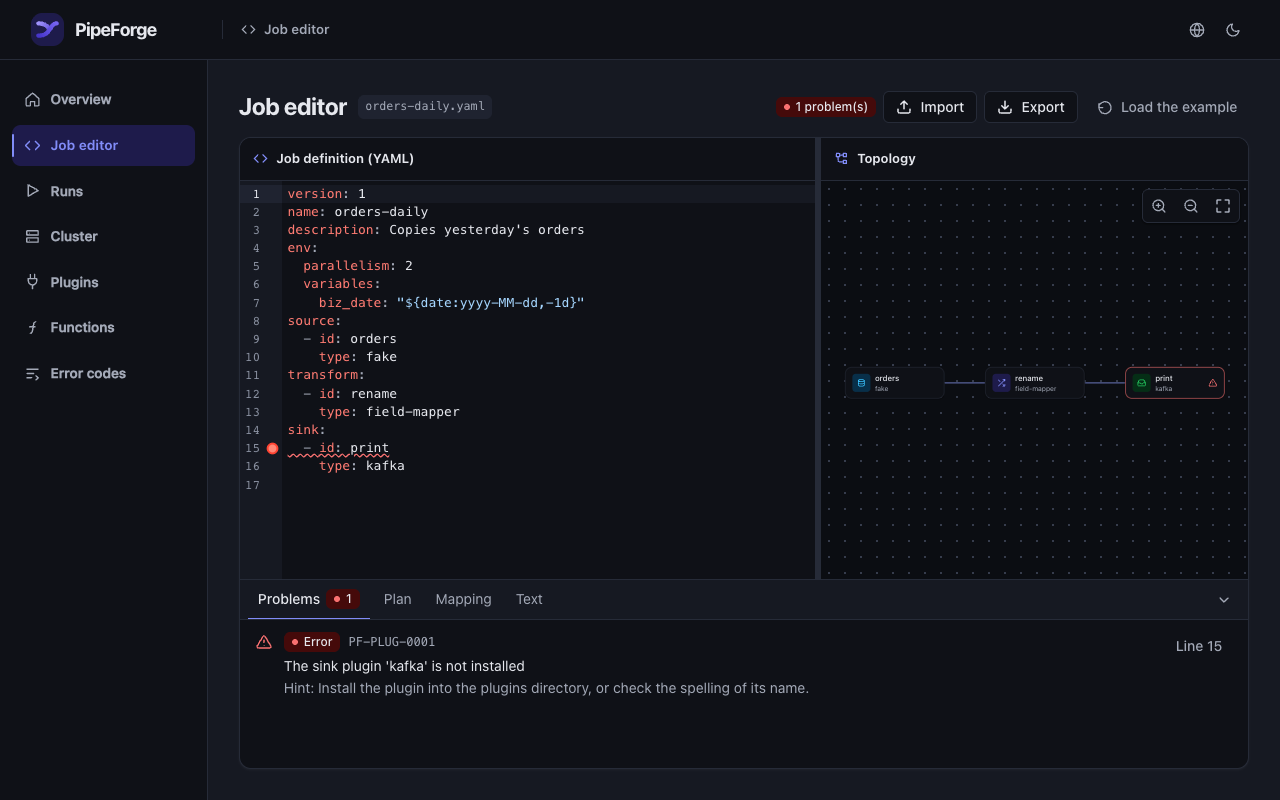 PipeForge
Job editor
Overview
Job editor
Runs
Cluster
Plugins
Functions
Error codes
Job editor
orders-daily.yaml
1 problem(s)
Import
Export
Load the example
Job definition (YAML)
1 version: 1
2 name: orders-daily
3 description: Copies yesterday's orders
4 env:
5 parallelism: 2
6 variables:
7 biz_date: "${date:yyyy-MM-dd,-1d}"
8 source:
9 - id: orders
10 type: fake
11 transform:
12 - id: rename
13 type: field-mapper
14 sink:
15 - id: print
16 type: kafka
17
Topology
orders
fake
rename
field-mapper
print
kafka
Problems 1
Plan
Mapping
Text
Error PF-PLUG-0001
Line 15
The sink plugin 'kafka' is not installed
Hint: Install the plugin into the plugins directory, or check the spelling of its name.